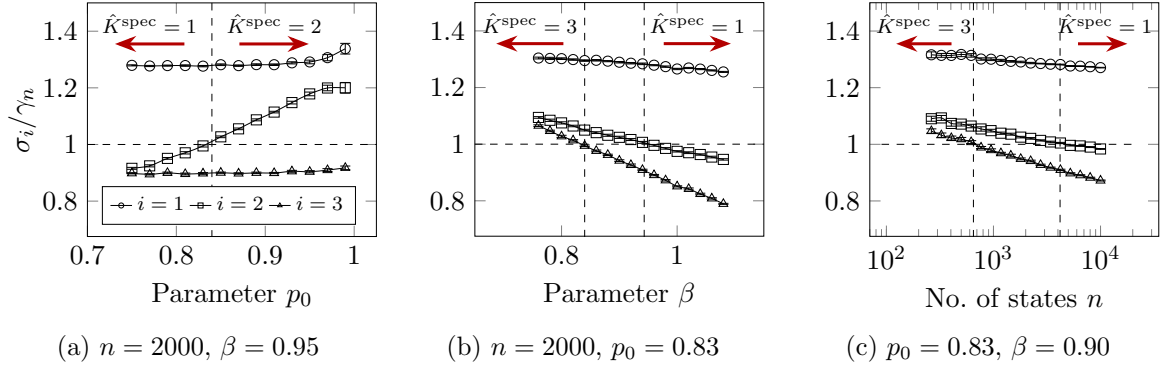 σ_i/γ_n
1.4
1.2
1
0.8
K̂^spec = 1
K̂^spec = 2
i = 1
i = 2
i = 3
0.7
0.8
0.9
1
Parameter p_0
(a) n = 2000, β = 0.95
1.4
1.2
1
0.8
K̂^spec = 3
K̂^spec = 1
0.8
1
Parameter β
(b) n = 2000, p_0 = 0.83
1.4
1.2
1
0.8
K̂^spec = 3
K̂^spec = 1
10^2
10^3
10^4
No. of states n
(c) p_0 = 0.83, β = 0.90